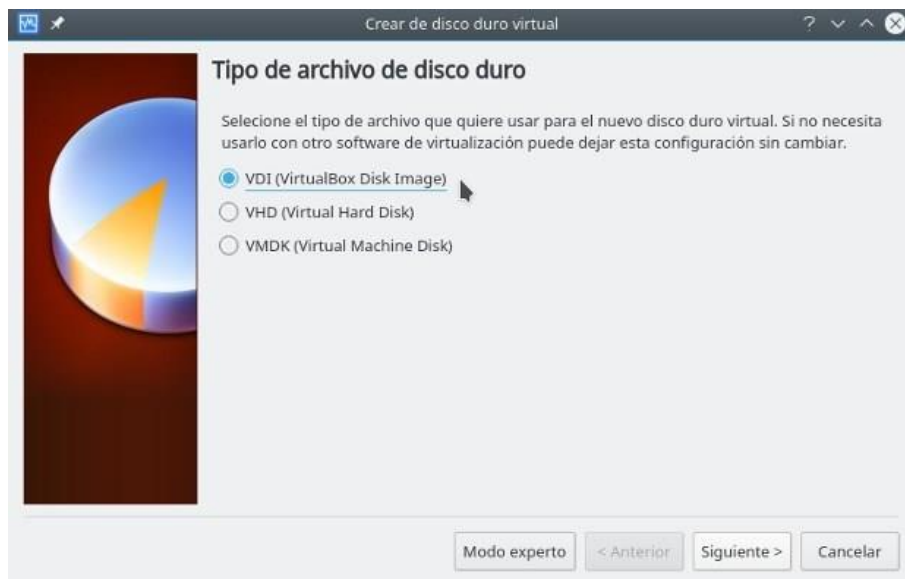 Crear de disco duro virtual
Tipo de archivo de disco duro
Selecione el tipo de archivo que quiere usar para el nuevo disco duro virtual. Si no necesita
usarlo con otro software de virtualización puede dejar esta configuración sin cambiar.
VDI (VirtualBox Disk Image)
VHD (Virtual Hard Disk)
VMDK (Virtual Machine Disk)
Modo experto < Anterior Siguiente > Cancelar